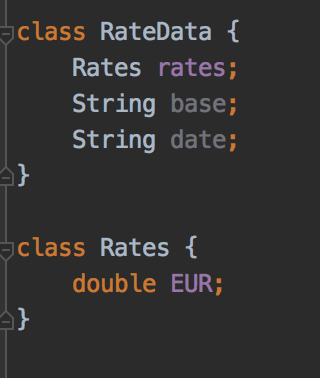 class RateData {
    Rates rates;
    String base;
    String date;
}

class Rates {
    double EUR;
}